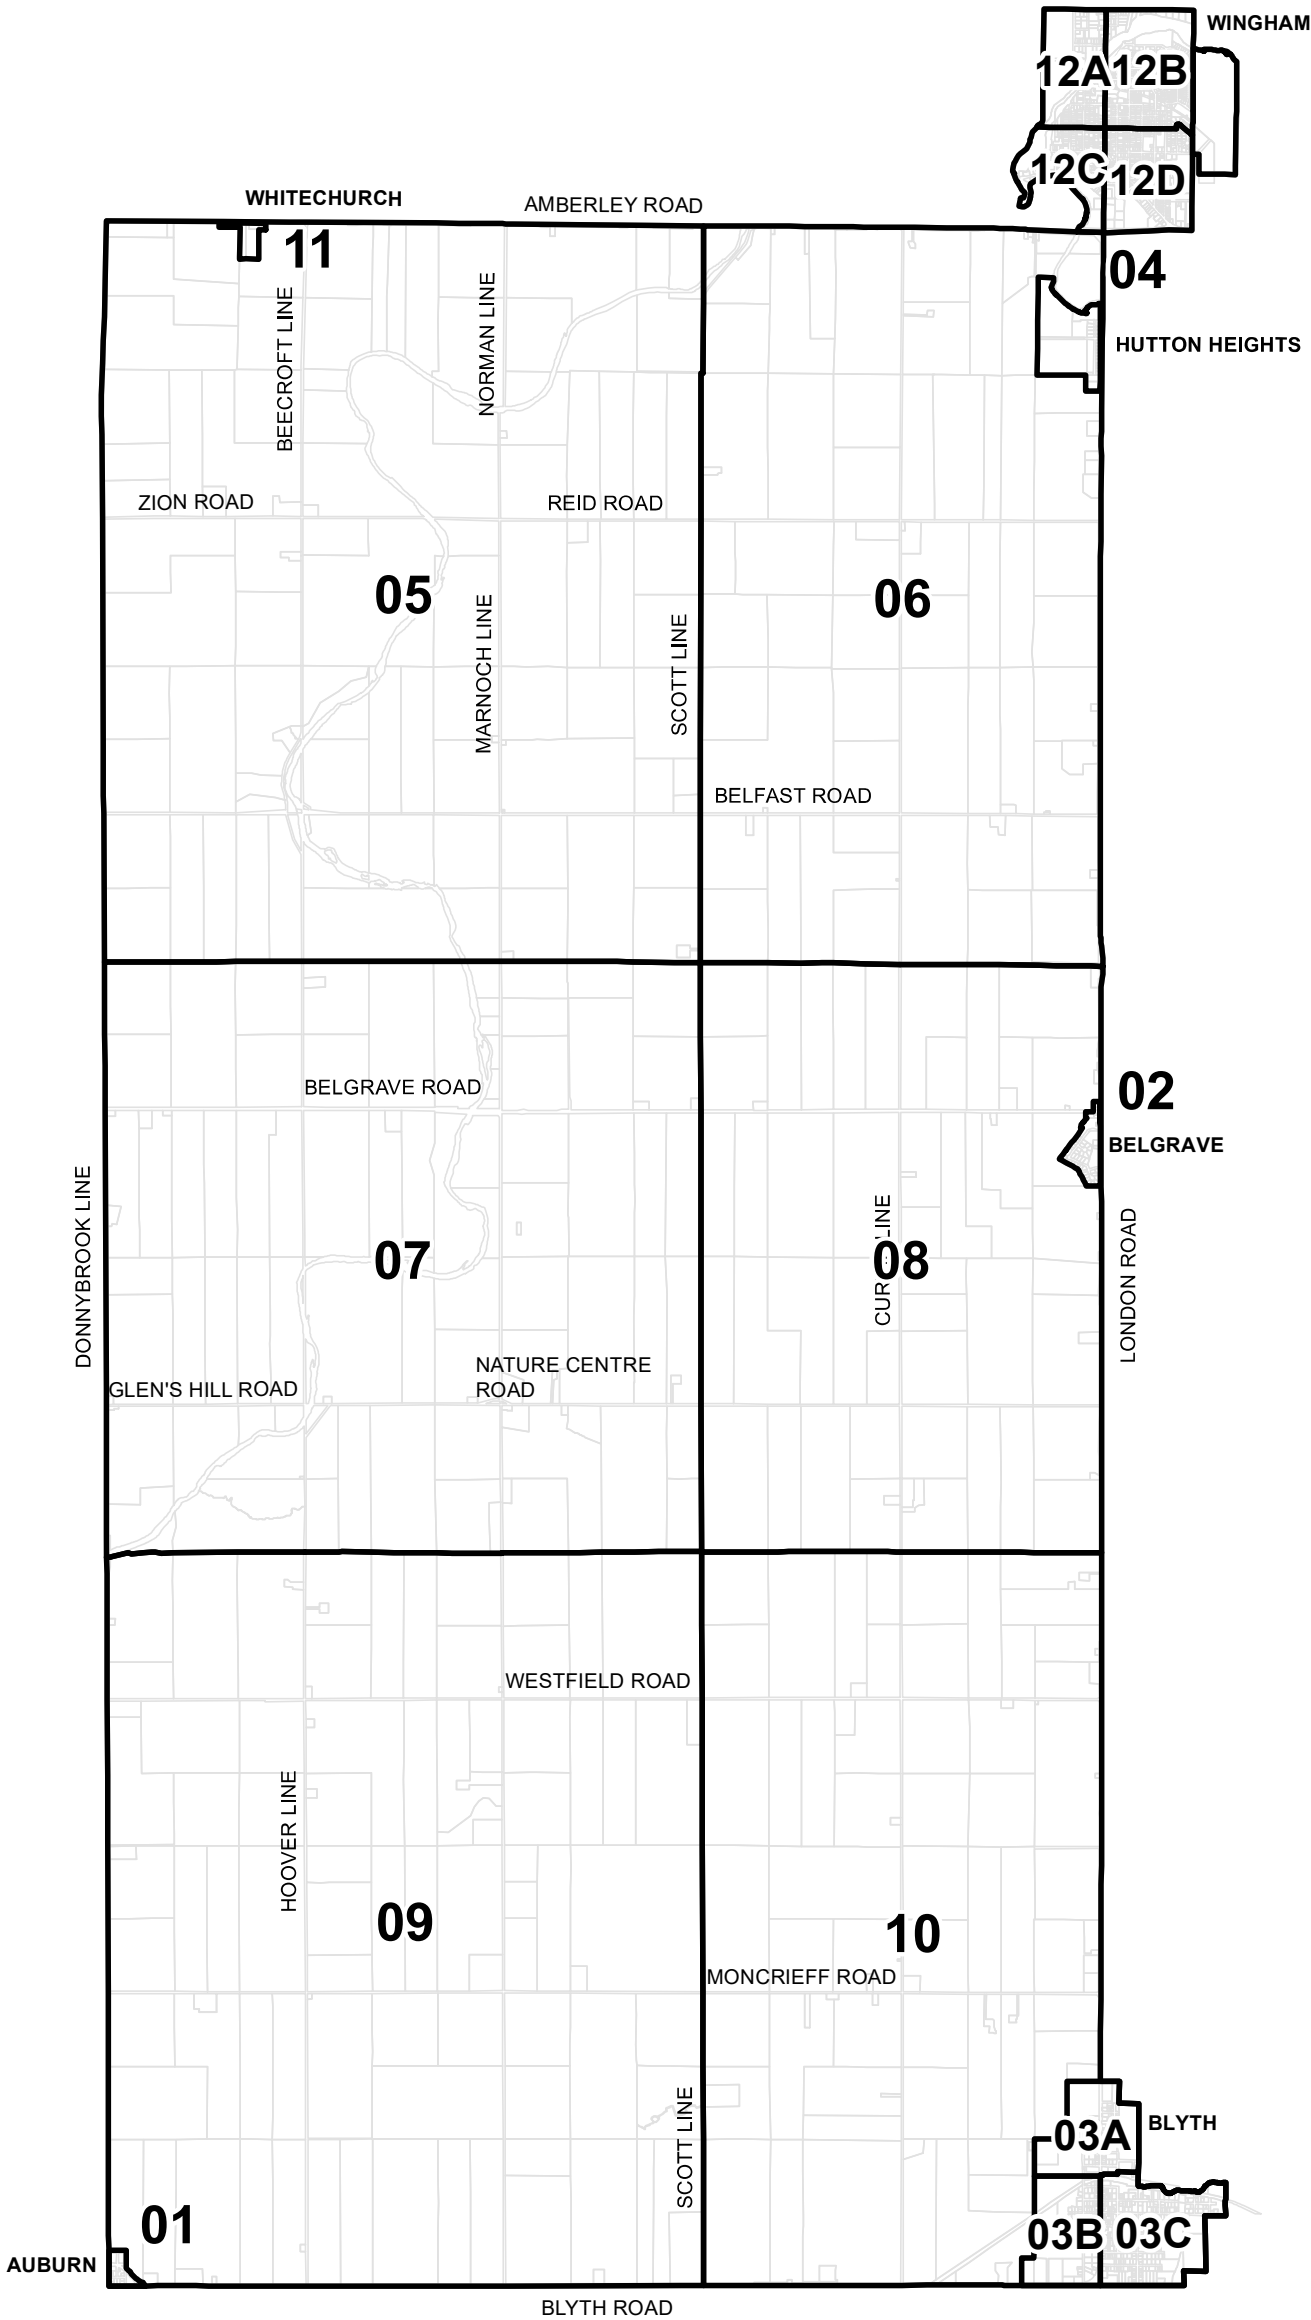 WINGHAM
12A
12B
12C
12D
WHITECHURCH
AMBERLEY ROAD
11
04
HUTTON HEIGHTS
BEECROFT LINE
NORMAN LINE
ZION ROAD
REID ROAD
05
06
MARNOCH LINE
SCOTT LINE
BELFAST ROAD
02
BELGRAVE ROAD
BELGRAVE
DONNYBROOK LINE
07
08
LINE
LONDON ROAD
NATURE CENTRE
ROAD
GLEN'S HILL ROAD
WESTFIELD ROAD
HOOVER LINE
09
10
MONCRIEFF ROAD
SCOTT LINE
03A
BLYTH
01
03B
03C
AUBURN
BLYTH ROAD